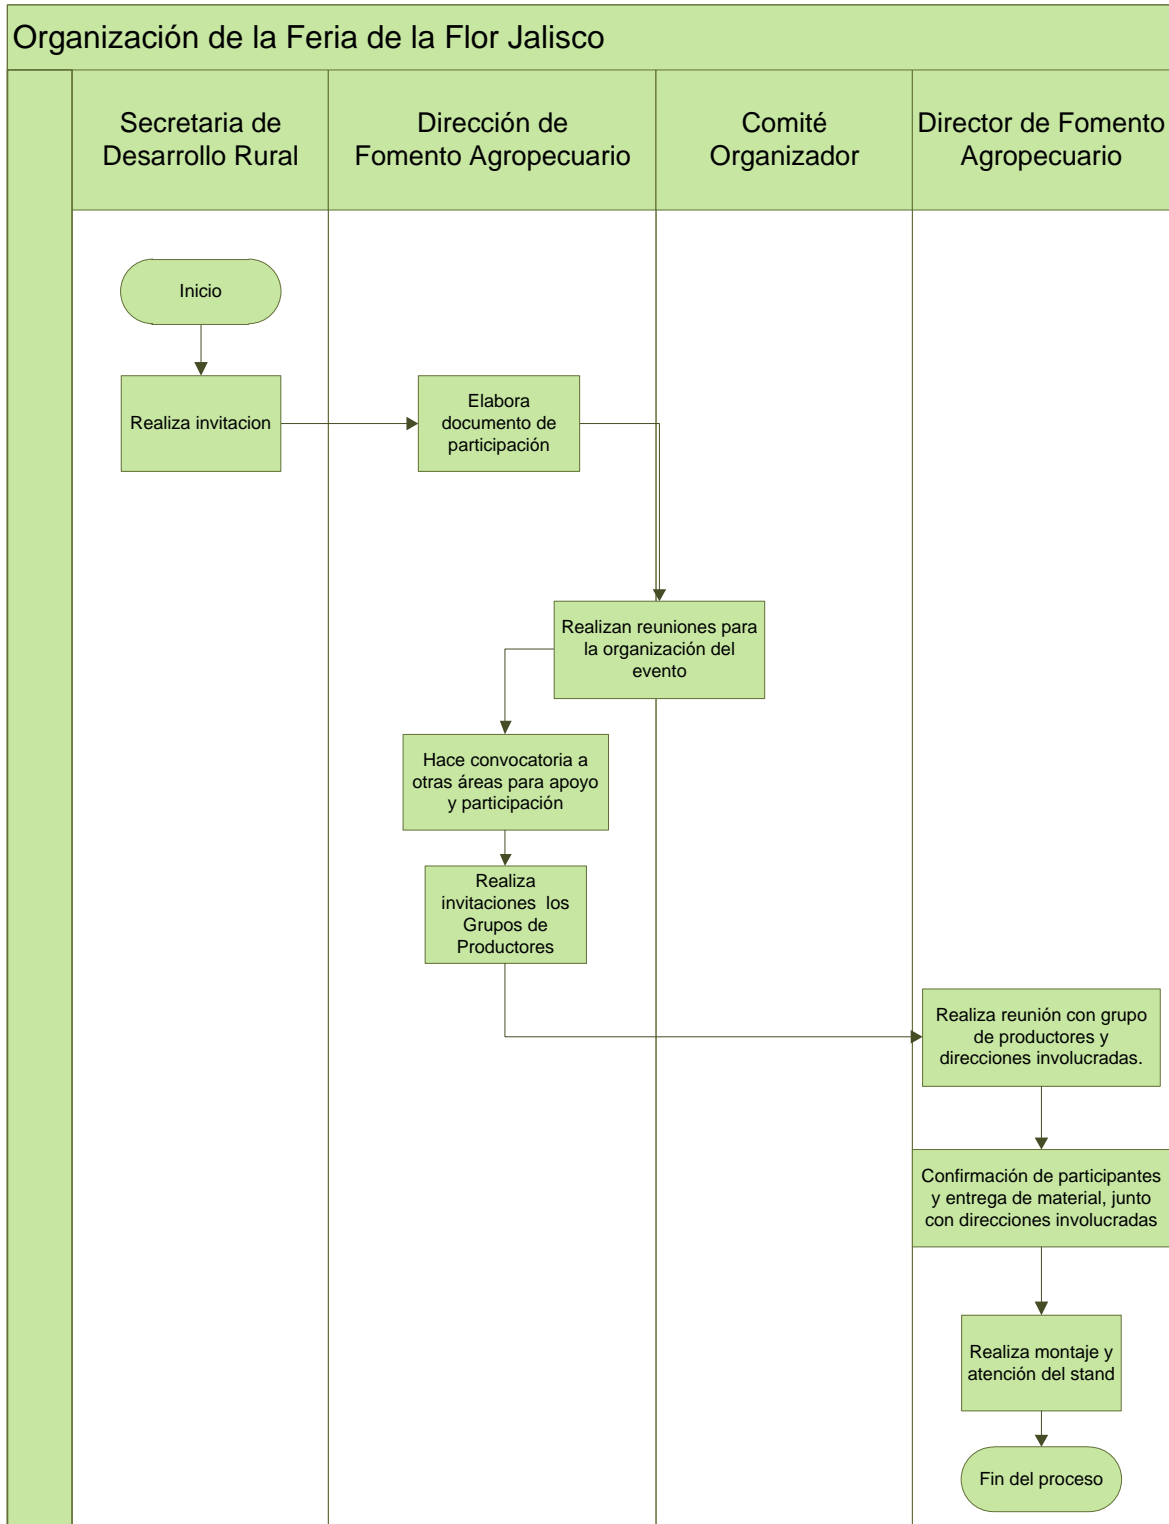 Organización de la Feria de la Flor Jalisco
Secretaria de
Desarrollo Rural
Dirección de
Fomento Agropecuario
Comité
Organizador
Director de Fomento
Agropecuario
Inicio
Realiza invitacion
Elabora
documento de
participación
Realizan reuniones para
la organización del
evento
Hace convocatoria a
otras áreas para apoyo
y participación
Realiza
invitaciones los
Grupos de
Productores
Realiza reunión con grupo
de productores y
direcciones involucradas.
Confirmación de participantes
y entrega de material, junto
con direcciones involucradas
Realiza montaje y
atención del stand
Fin del proceso